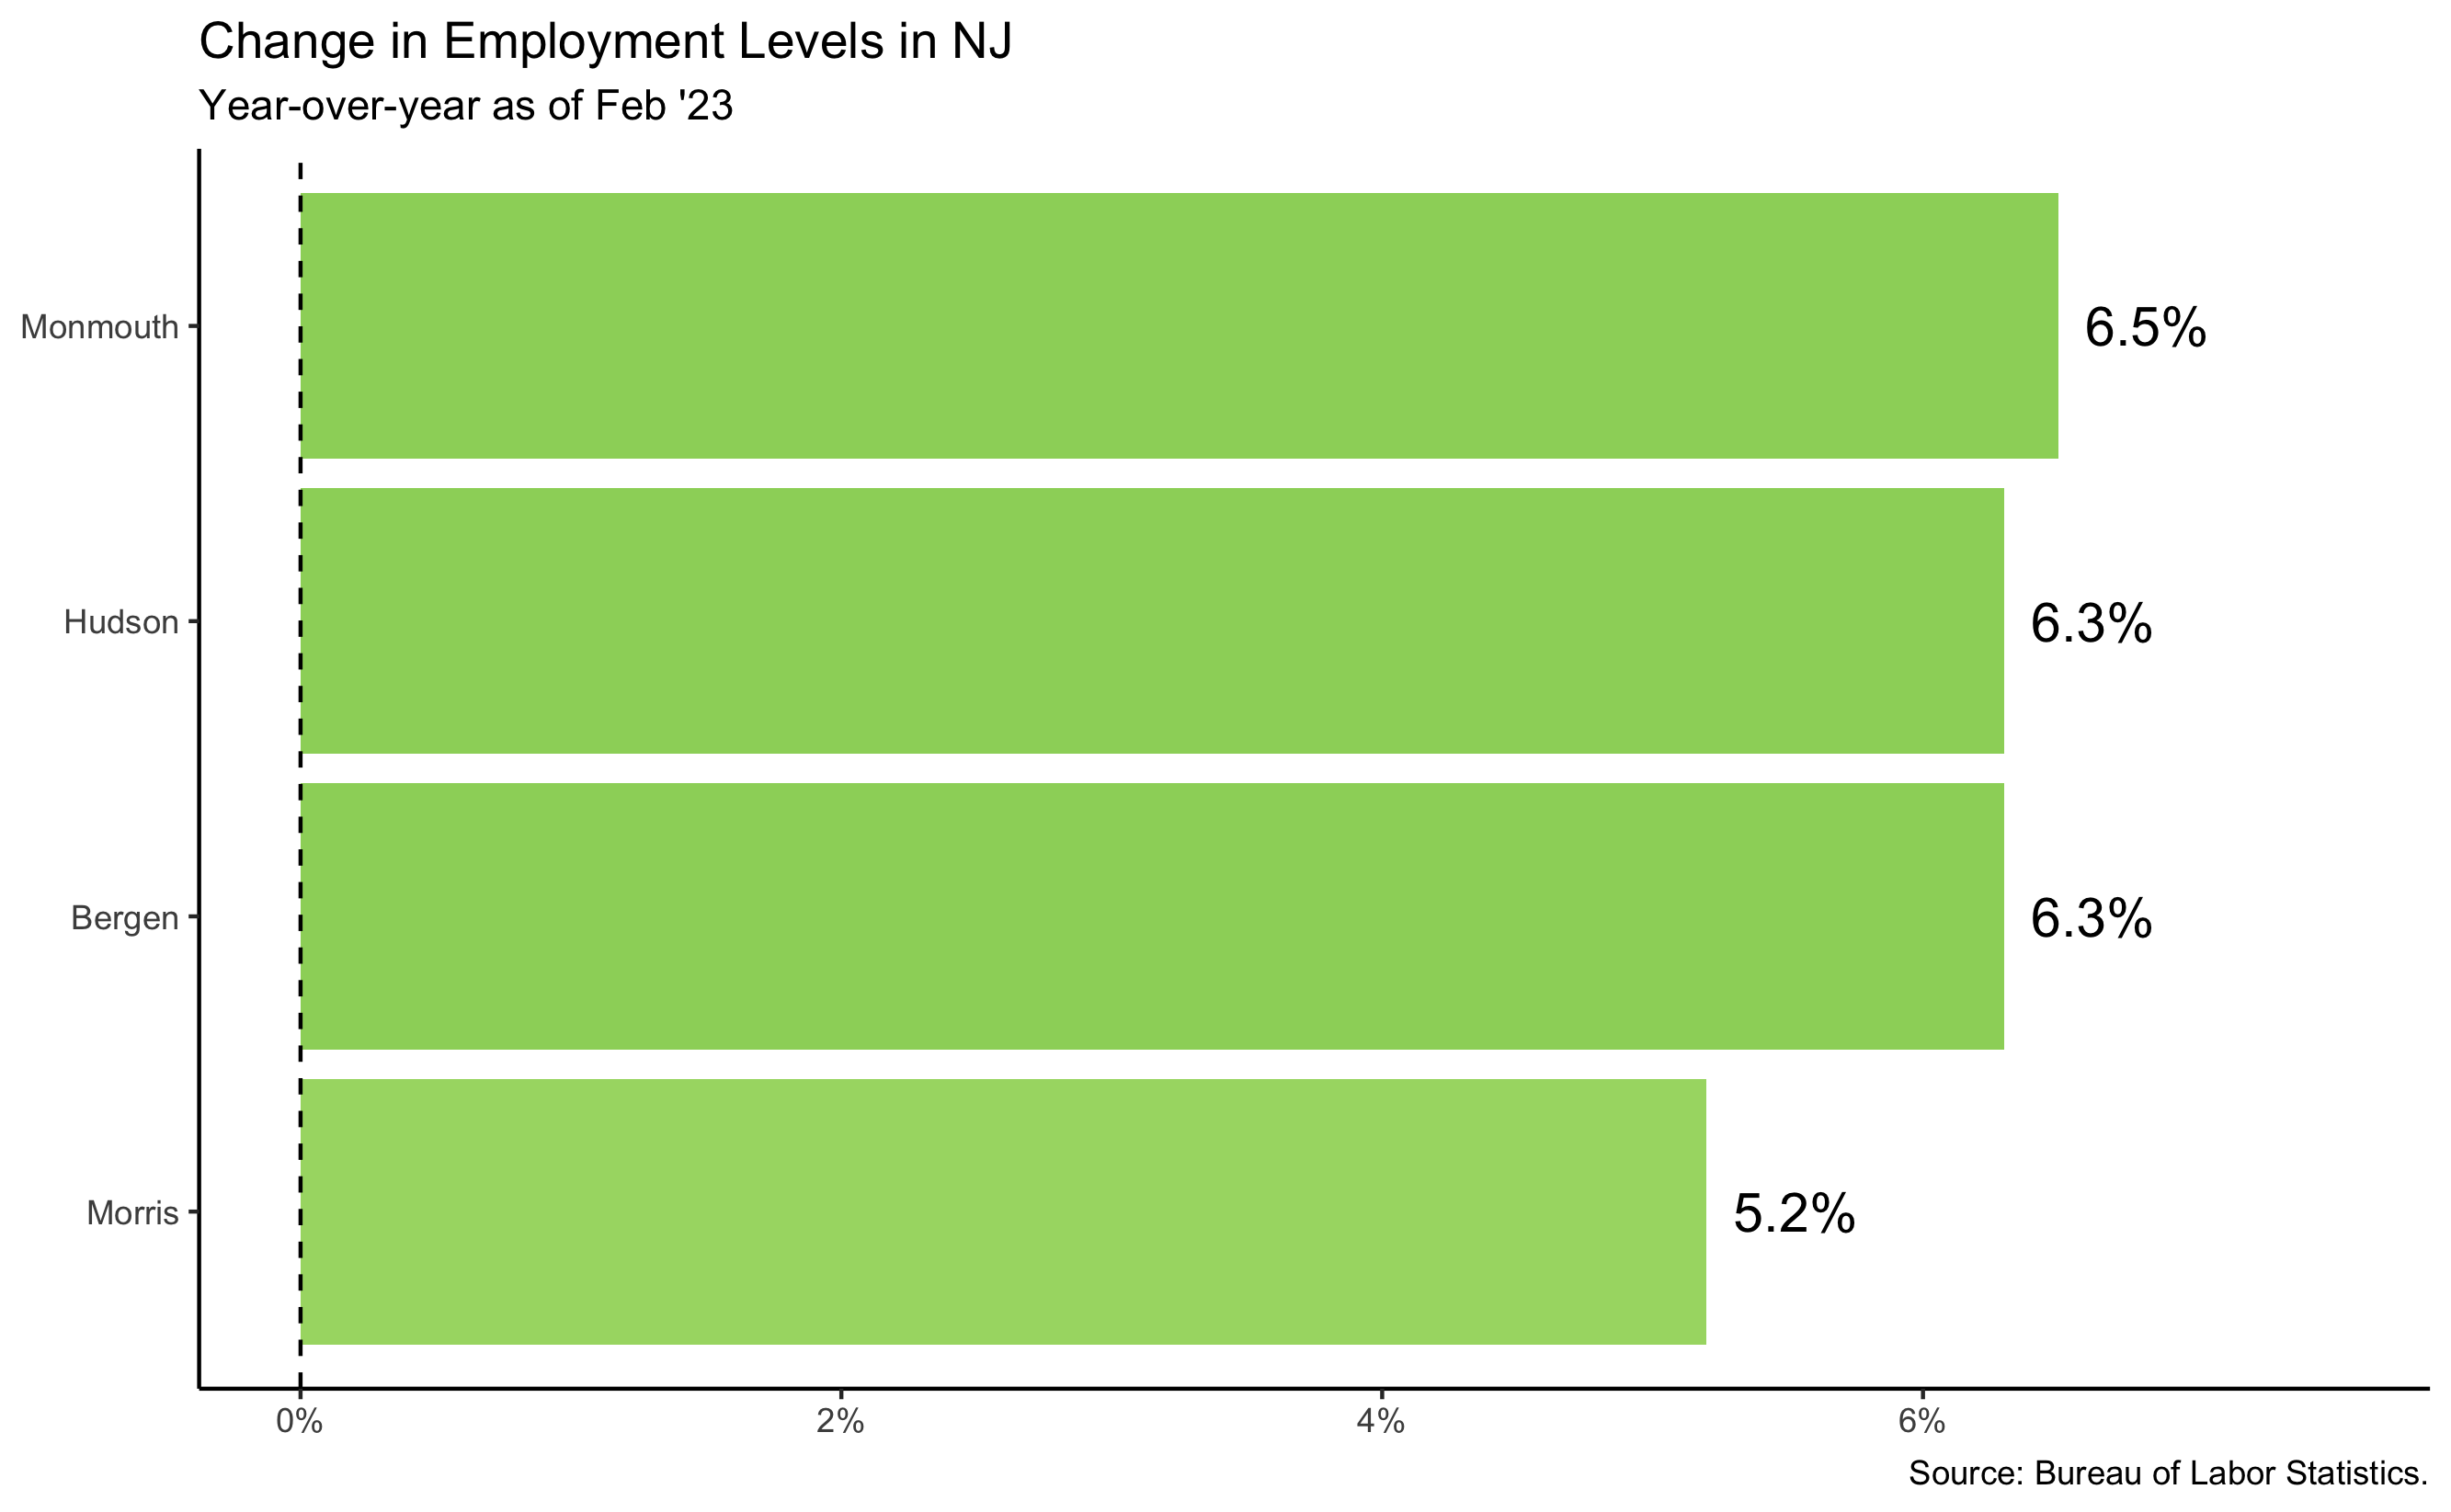 Change in Employment Levels in NJ
Year-over-year as of Feb '23
Monmouth
6.5%
Hudson
6.3%
Bergen
6.3%
Morris
5.2%
0% 2% 4% 6%
Source: Bureau of Labor Statistics.